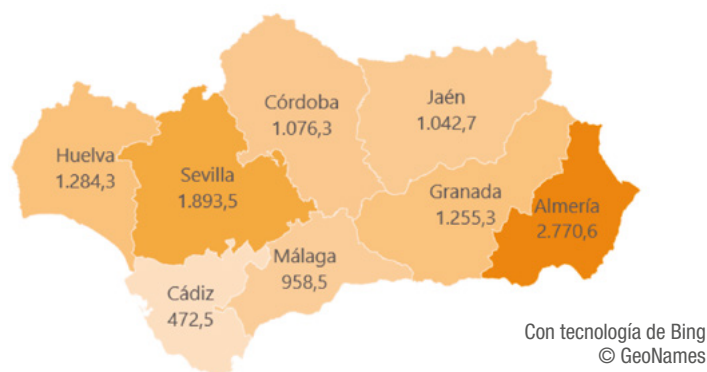 Córdoba
1.076,3
Jaén
1.042,7
Huelva
1.284,3
Sevilla
1.893,5
Granada
1.255,3
Almería
2.770,6
Málaga
958,5
Cádiz
472,5
Con tecnología de Bing
© GeoNames